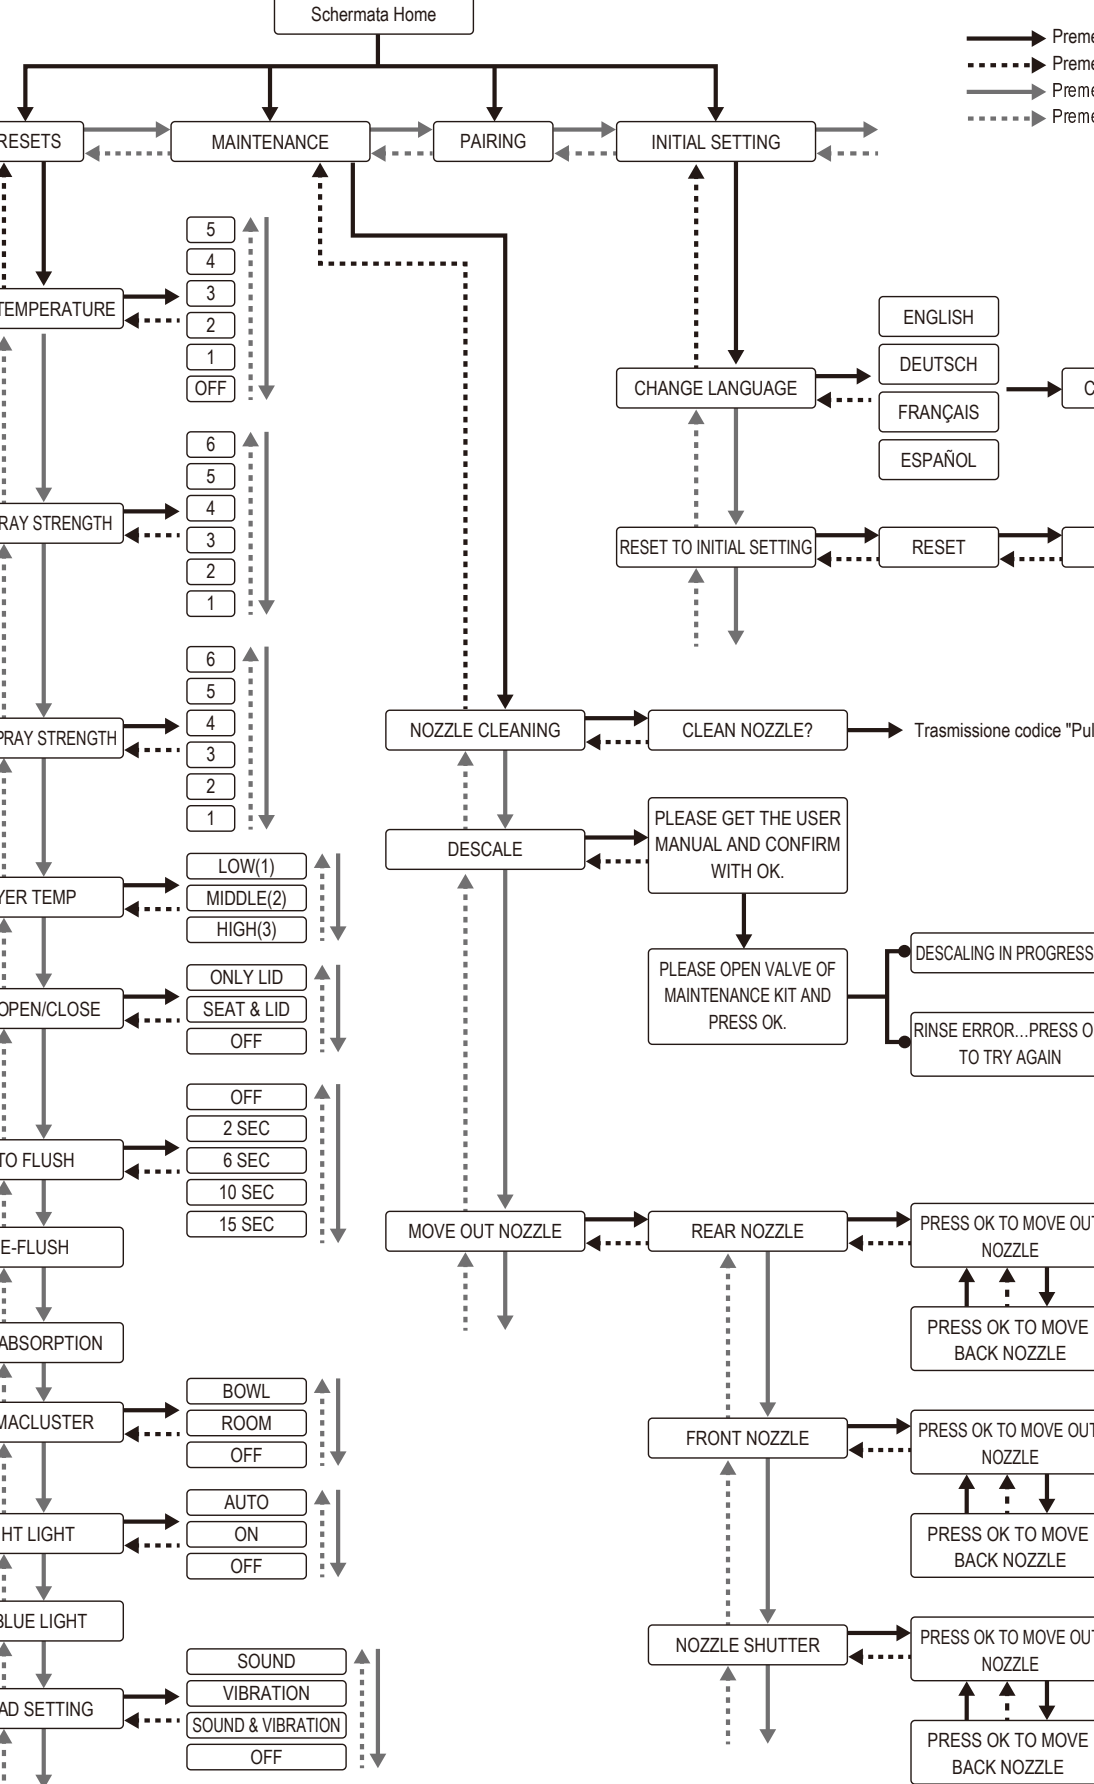 Schermata Home
Preme
Preme
Preme
Preme
RESETS
MAINTENANCE
PAIRING
INITIAL SETTING
TEMPERATURE
5
4
3
2
1
OFF
RAY STRENGTH
6
5
4
3
2
1
PRAY STRENGTH
6
5
4
3
2
1
YER TEMP
LOW(1)
MIDDLE(2)
HIGH(3)
OPEN/CLOSE
ONLY LID
SEAT & LID
OFF
TO FLUSH
OFF
2 SEC
6 SEC
10 SEC
15 SEC
E-FLUSH
ABSORPTION
MACLUSTER
BOWL
ROOM
OFF
HT LIGHT
AUTO
ON
OFF
BLUE LIGHT
AD SETTING
SOUND
VIBRATION
SOUND & VIBRATION
OFF
NOZZLE CLEANING
CLEAN NOZZLE?
Trasmissione codice "Pul
DESCALE
PLEASE GET THE USER
MANUAL AND CONFIRM
WITH OK.
PLEASE OPEN VALVE OF
MAINTENANCE KIT AND
PRESS OK.
DESCALING IN PROGRESS
RINSE ERROR...PRESS O
TO TRY AGAIN
MOVE OUT NOZZLE
REAR NOZZLE
PRESS OK TO MOVE OUT
NOZZLE
PRESS OK TO MOVE
BACK NOZZLE
FRONT NOZZLE
PRESS OK TO MOVE OUT
NOZZLE
PRESS OK TO MOVE
BACK NOZZLE
NOZZLE SHUTTER
PRESS OK TO MOVE OUT
NOZZLE
PRESS OK TO MOVE
BACK NOZZLE
CHANGE LANGUAGE
ENGLISH
DEUTSCH
FRANÇAIS
ESPAÑOL
C
RESET TO INITIAL SETTING
RESET